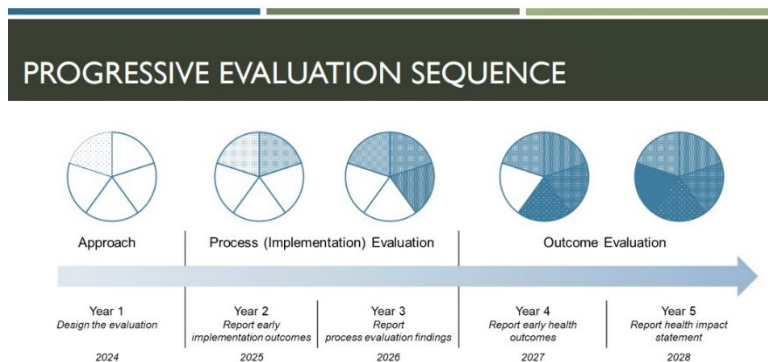 PROGRESSIVE EVALUATION SEQUENCE
Approach
Process (Implementation) Evaluation
Outcome Evaluation
Year 1
Design the evaluation
2024
Year 2
Report early
implementation outcomes
2025
Year 3
Report
process evaluation findings
2026
Year 4
Report early health
outcomes
2027
Year 5
Report health impact
statement
2028